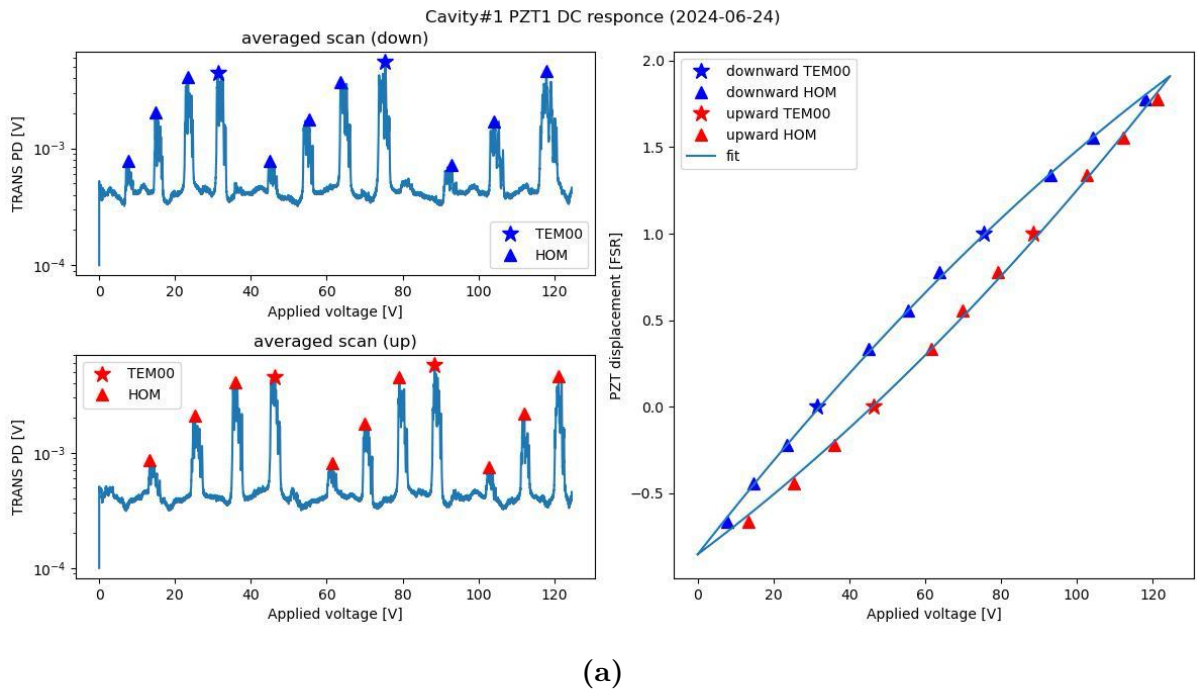 Cavity#1 PZT1 DC responce (2024-06-24)
averaged scan (down)
TRANS PD [V]
10⁻³
10⁻⁴
TEM00
HOM
0 20 40 60 80 100 120
Applied voltage [V]
averaged scan (up)
TEM00
HOM
TRANS PD [V]
10⁻³
10⁻⁴
0 20 40 60 80 100 120
Applied voltage [V]
downward TEM00
downward HOM
upward TEM00
upward HOM
fit
PZT displacement [FSR]
2.0
1.5
1.0
0.5
0.0
−0.5
0 20 40 60 80 100 120
Applied voltage [V]
(a)